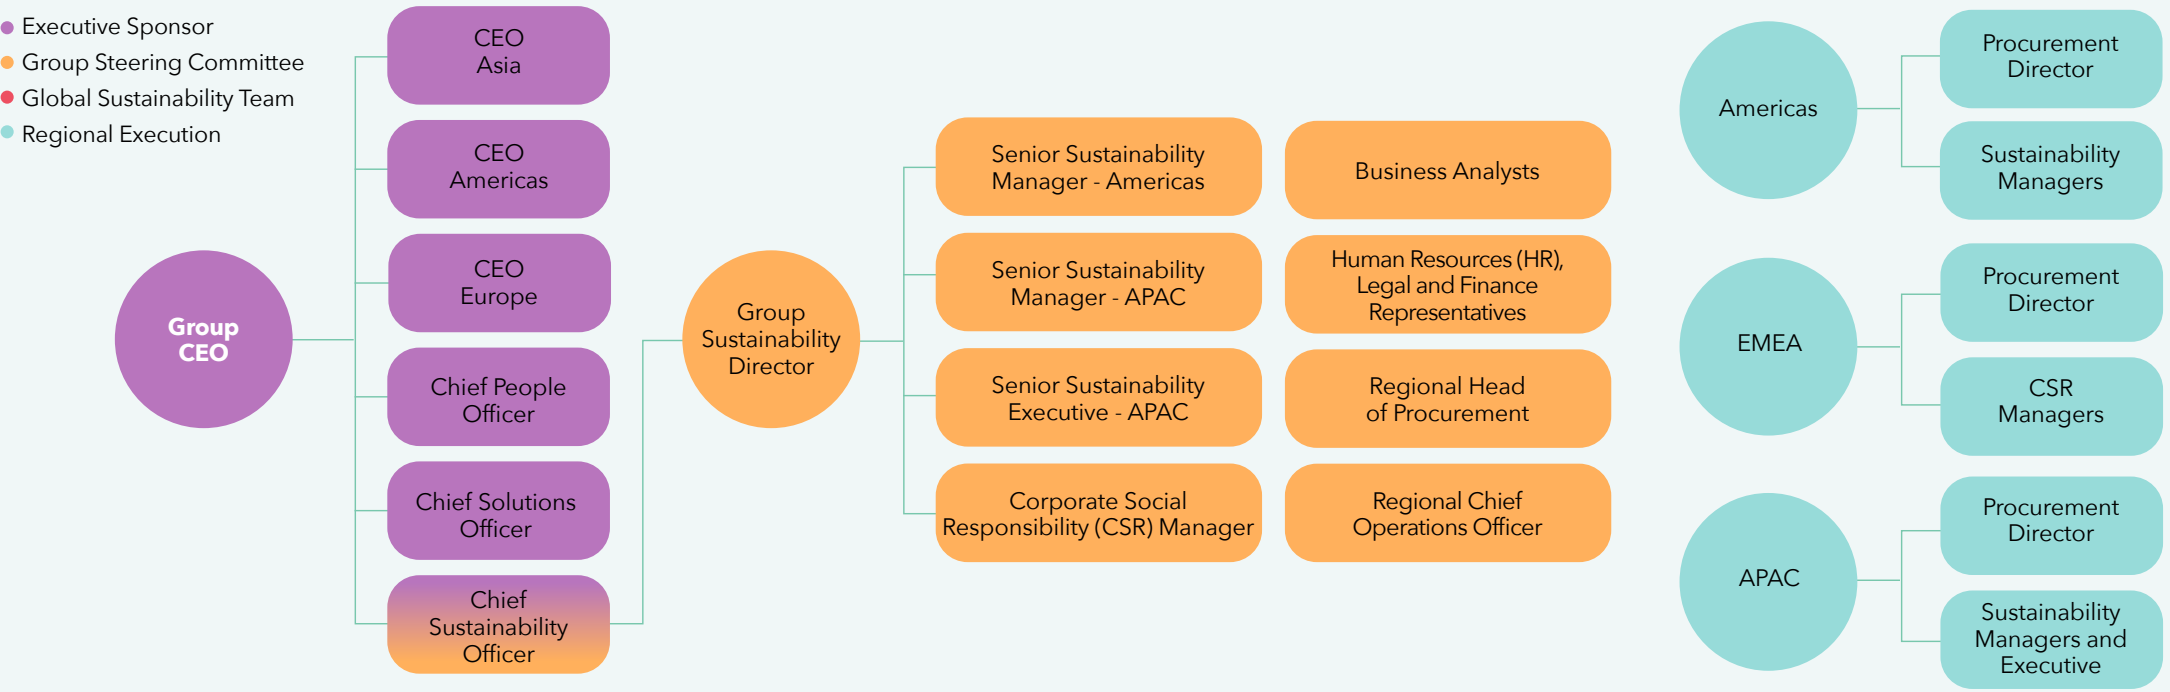 Executive Sponsor
Group Steering Committee
Global Sustainability Team
Regional Execution
Group
CEO
CEO
Asia
CEO
Americas
CEO
Europe
Chief People
Officer
Chief Solutions
Officer
Chief
Sustainability
Officer
Group
Sustainability
Director
Senior Sustainability
Manager - Americas
Senior Sustainability
Manager - APAC
Senior Sustainability
Executive - APAC
Corporate Social
Responsibility (CSR) Manager
Business Analysts
Human Resources (HR),
Legal and Finance
Representatives
Regional Head
of Procurement
Regional Chief
Operations Officer
Americas
Procurement
Director
Sustainability
Managers
EMEA
Procurement
Director
CSR
Managers
APAC
Procurement
Director
Sustainability
Managers and
Executive